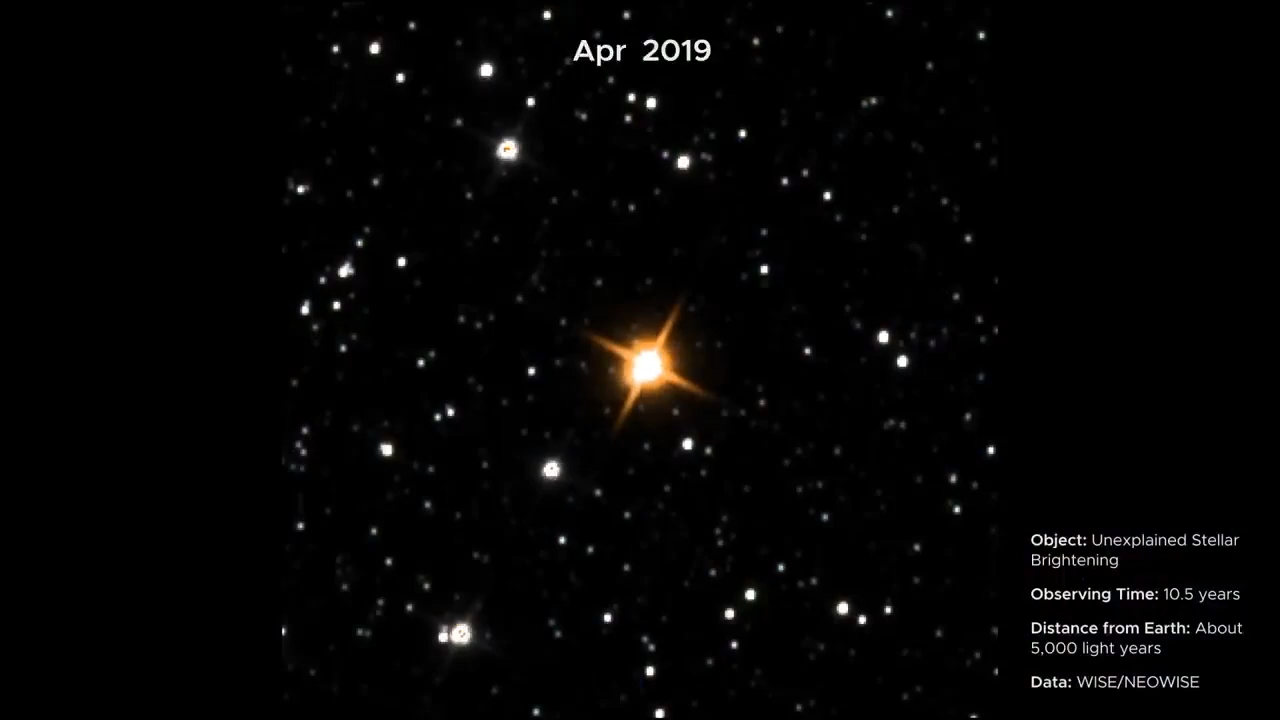 Apr 2019
Object: Unexplained Stellar
Brightening
Observing Time: 10.5 years
Distance from Earth: About
5,000 light years
Data: WISE/NEOWISE